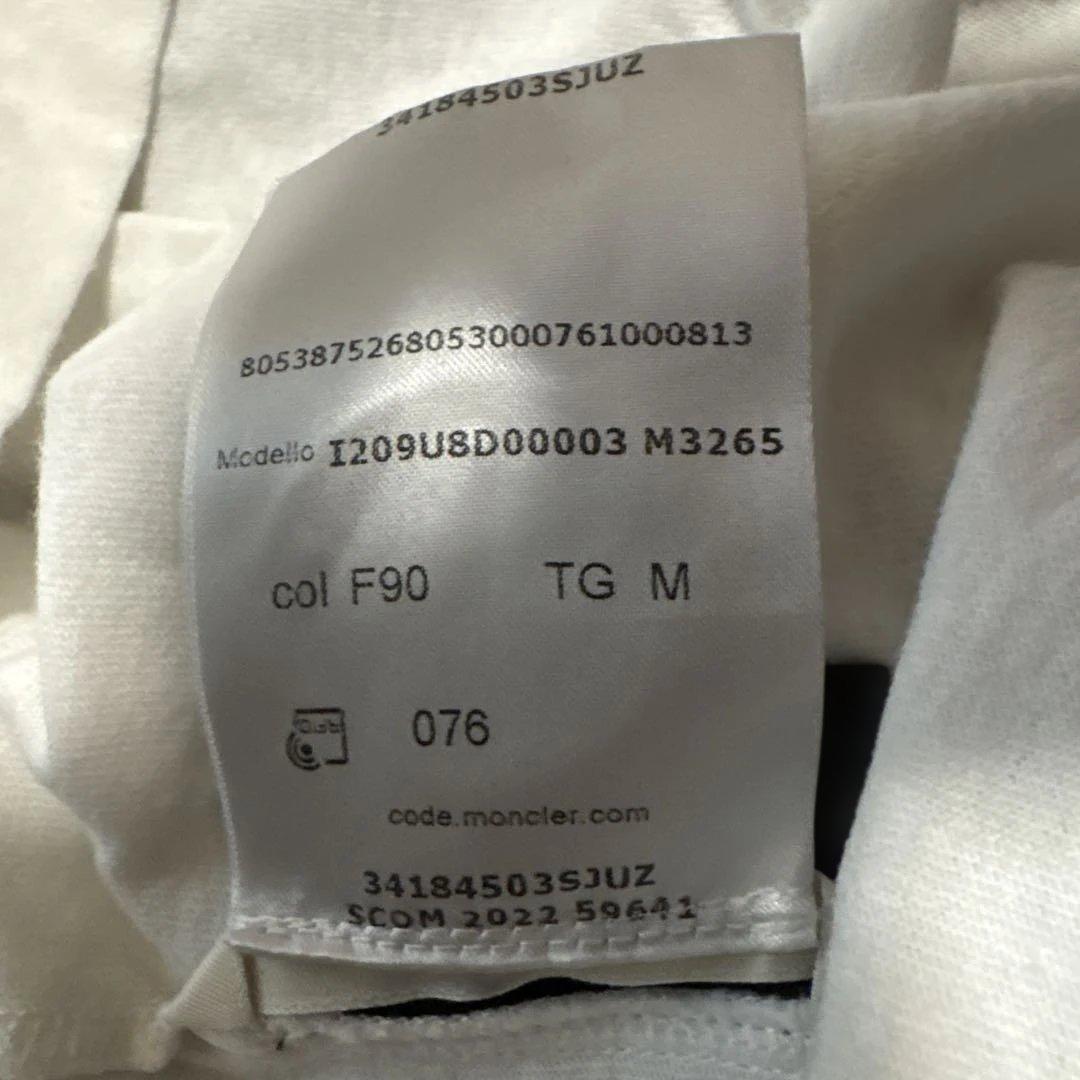 34184503SJUZ
8053875268053000761000813
Modello I209U8D00003 M3265
col F90 TG M
076
code.moncler.com
34184503SJUZ
SCOM 2022 59641